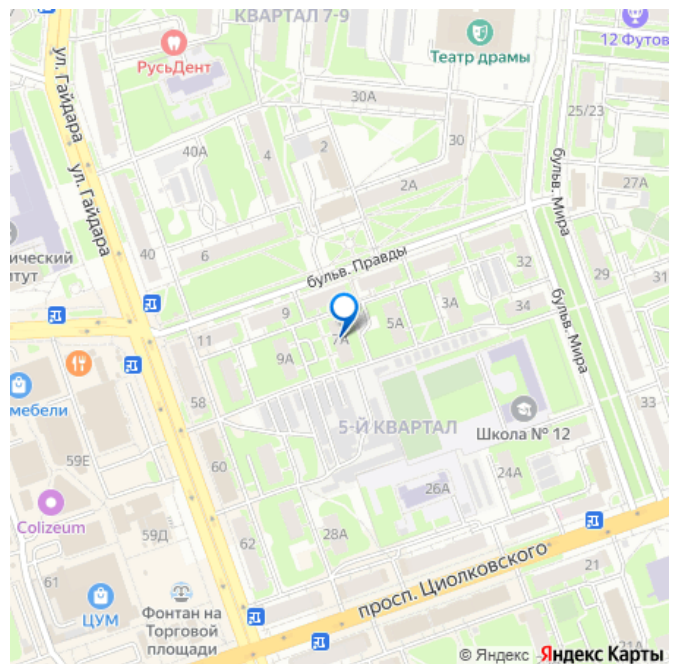 КВАРТАЛ 7-9
РусьДент
Театр драмы
12 Футов
ул. Гайдара
30А
25/23
40А
4
2
30
бульв. Мира
ул. Гайдара
2А
27А
ический
тут
40
6
бульв. Правды
32
29
31
11
9
3А
34
бульв. Мира
7А
5А
9А
мебели
58
33
5-Й КВАРТАЛ
Школа № 12
59Е
60
24А
26А
Colizeum
59Д
62
28А
просп. Циолковского
21
61
ЦУМ
Фонтан на
Торговой
площади
21А
© Яндекс Яндекс Карты